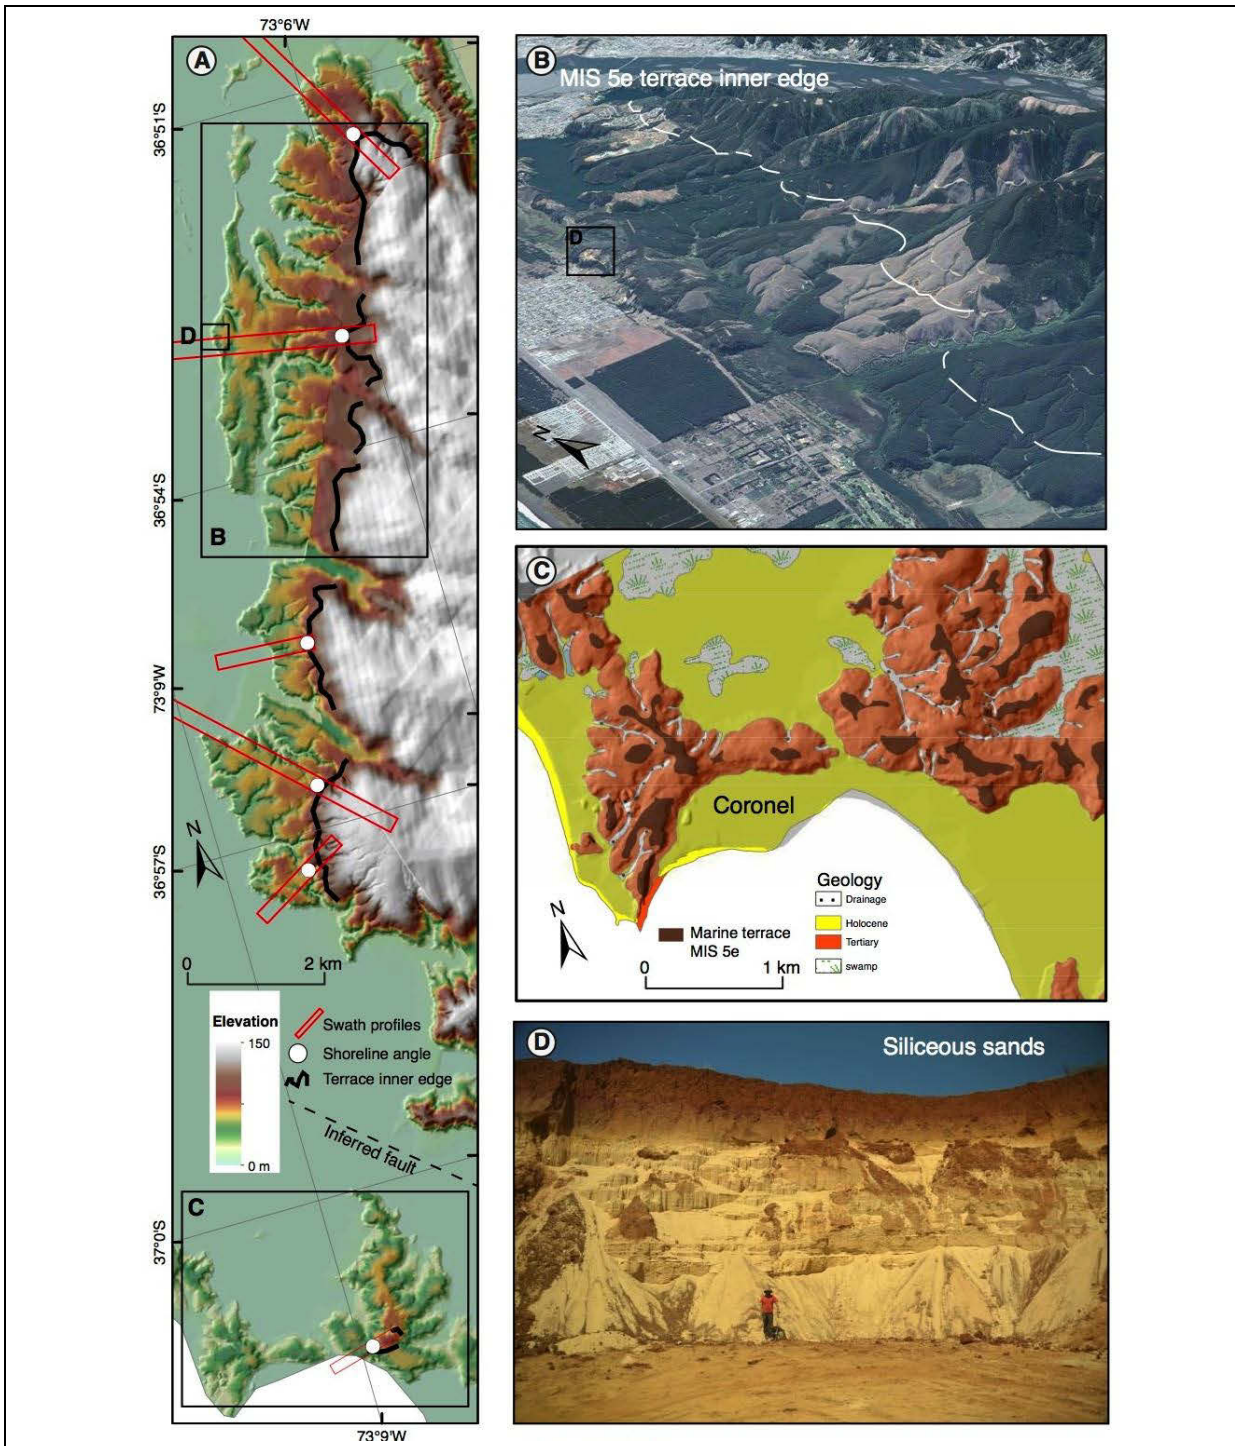 73°6'W
A
36°51'S
D
36°54'S
B
73°9'W
N
36°57'S
0 2 km
Elevation
150
0 m
Swath profiles
Shoreline angle
Terrace inner edge
Inferred fault
C
37°0'S
73°9'W
B
MIS 5e terrace inner edge
D
N
C
Coronel
N
Marine terrace
MIS 5e
0 1 km
Geology
Drainage
Holocene
Tertiary
swamp
D
Siliceous sands